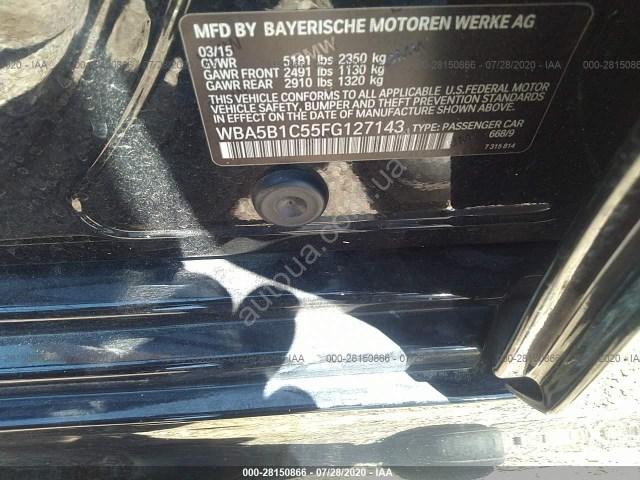 MFD BY BAYERISCHE MOTOREN WERKE AG
03/15
GVWR 5181 lbs 2350 kg
GAWR FRONT 2491 lbs 1130 kg
GAWR REAR 2910 lbs 1320 kg
THIS VEHICLE CONFORMS TO ALL APPLICABLE U.S. FEDERAL MOTOR
VEHICLE SAFETY, BUMPER AND THEFT PREVENTION STANDARDS
IN EFFECT ON THE DATE OF MANUFACTURE SHOWN ABOVE.
WBA5B1C55FG127143 TYPE: PASSENGER CAR
668/9
7 315 814
07/28/2020 - IAA
000-28150866 - 07/28/2020 - IAA
autoua.com.ua
07/28/2020 - IAA
000-28150866 - 07/28/2020 - IAA
000-28150866 - 07/28/2020 - IAA